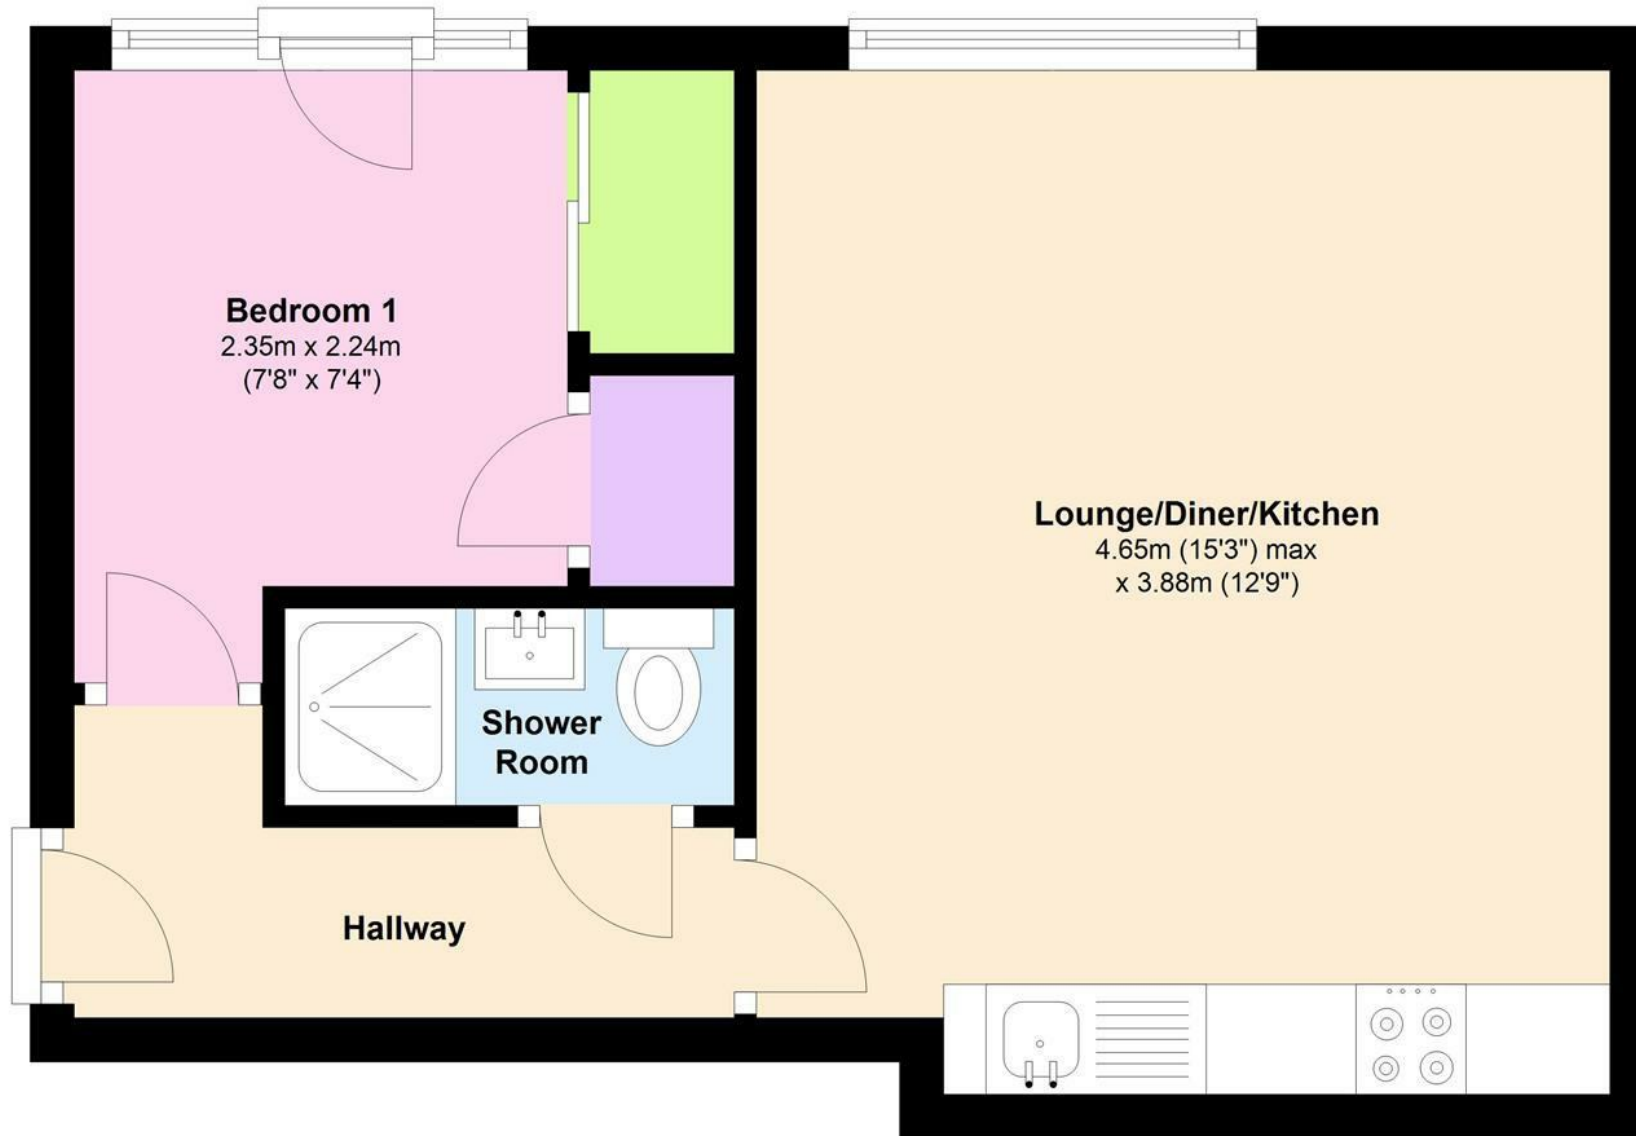 Bedroom 1
2.35m x 2.24m
(7'8" x 7'4")
Lounge/Diner/Kitchen
4.65m (15'3") max
x 3.88m (12'9")
Shower
Room
Hallway